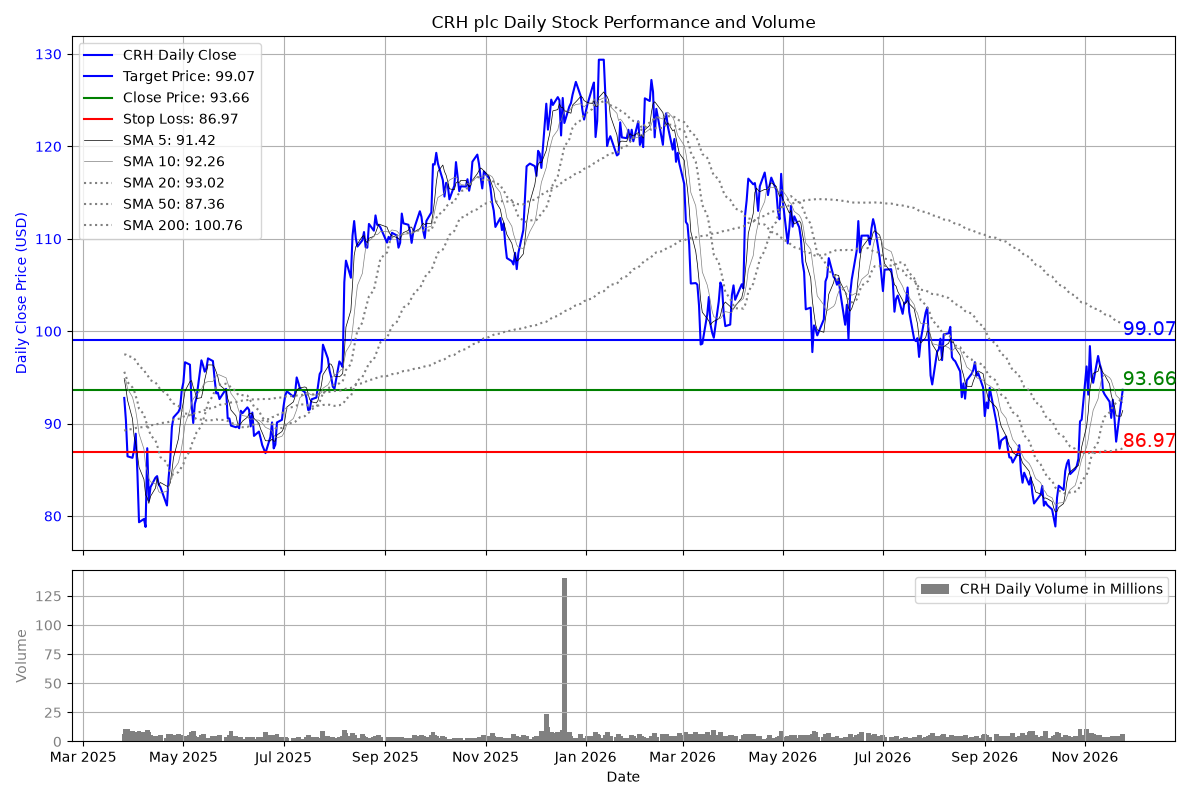 CRH plc Daily Stock Performance and Volume
130
120
110
100
90
80
Daily Close Price (USD)
CRH Daily Close
Target Price: 99.07
Close Price: 93.66
Stop Loss: 86.97
SMA 5: 91.42
SMA 10: 92.26
SMA 20: 93.02
SMA 50: 87.36
SMA 200: 100.76
99.07
93.66
86.97
125
100
75
50
25
0
Volume
CRH Daily Volume in Millions
Mar 2025 May 2025 Jul 2025 Sep 2025 Nov 2025 Jan 2026 Mar 2026 May 2026 Jul 2026 Sep 2026 Nov 2026
Date